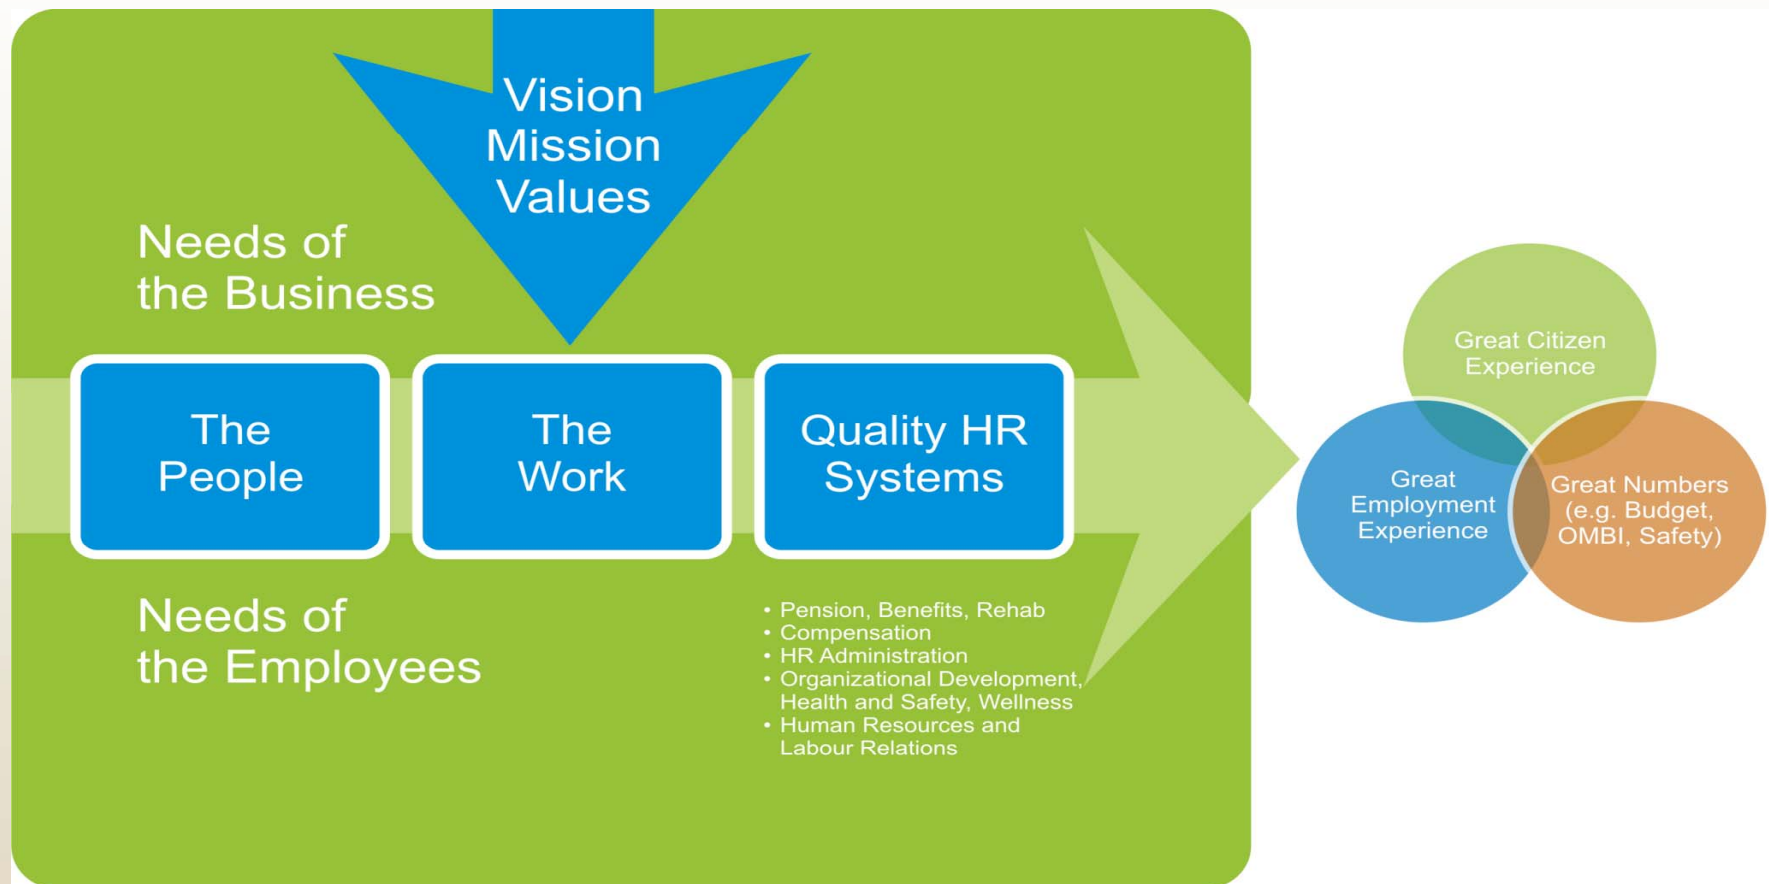 Vision
Mission
Values
Needs of
the Business
The
People
The
Work
Quality HR
Systems
Needs of
the Employees
• Pension, Benefits, Rehab
• Compensation
• HR Administration
• Organizational Development,
Health and Safety, Wellness
• Human Resources and
Labour Relations
Great Citizen
Experience
Great
Employment
Experience
Great Numbers
(e.g. Budget,
OMBI, Safety)